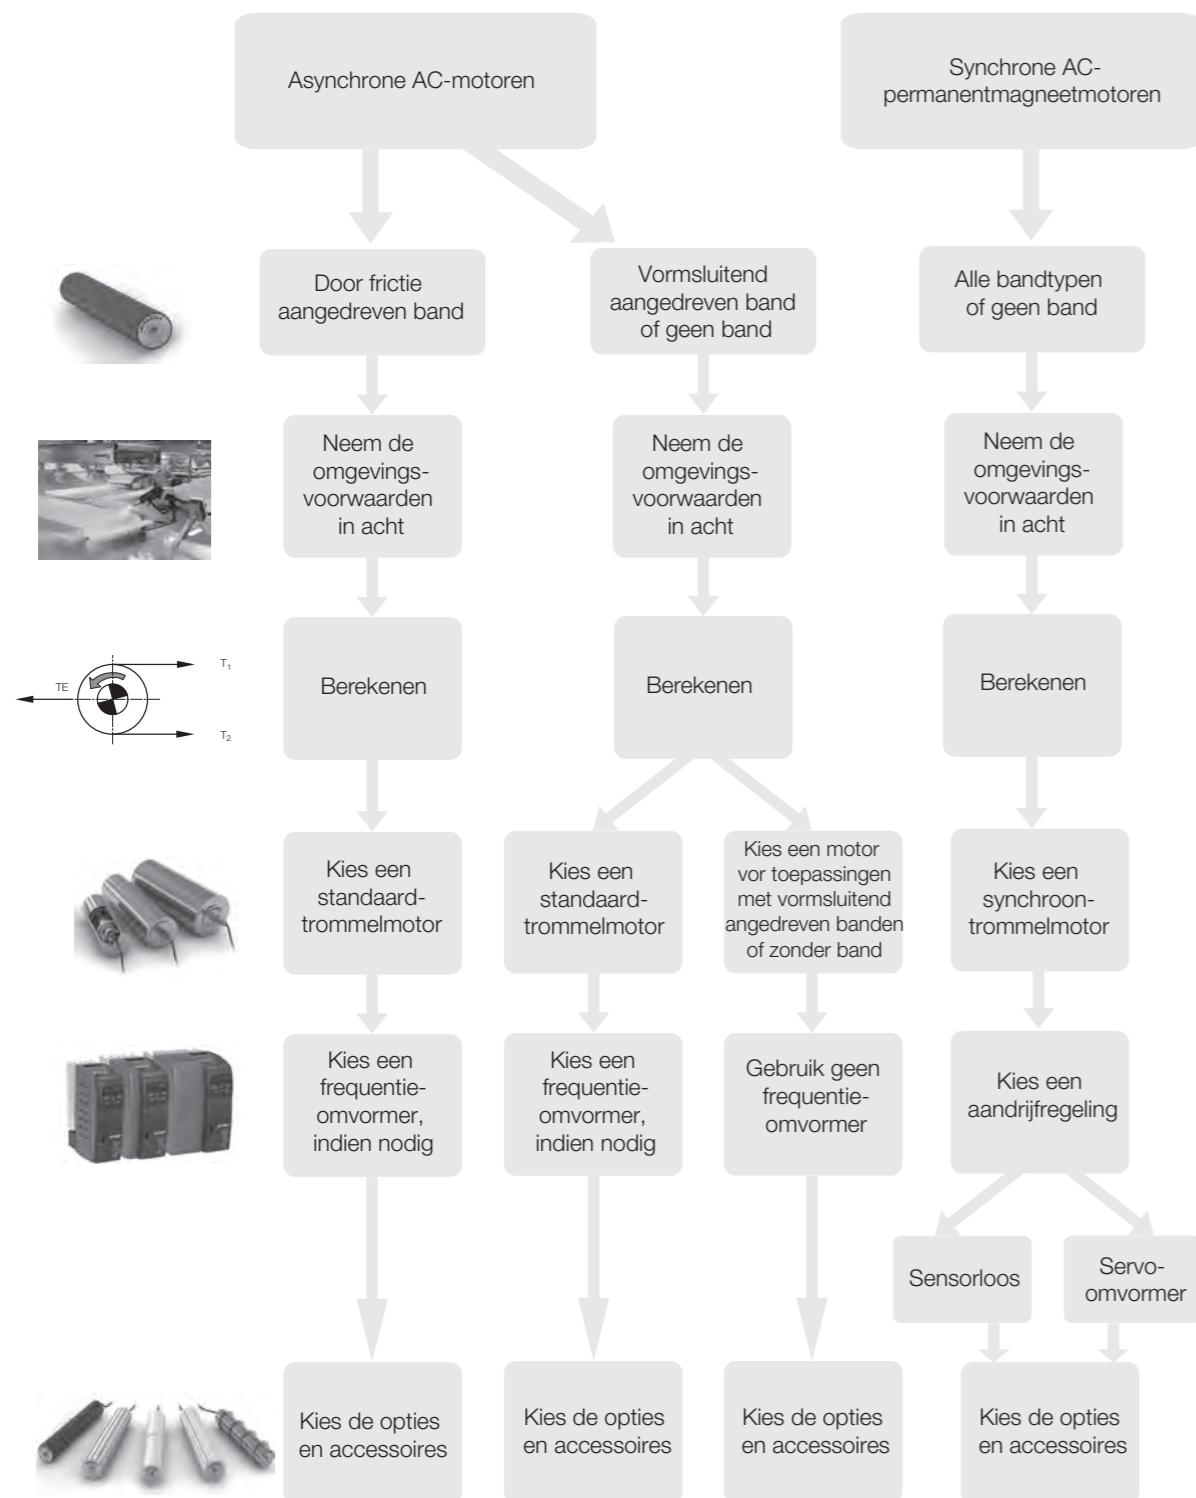 Asynchrone AC-motoren
Synchrone AC-
permanentmagneetmotoren
Door frictie
aangedreven band
Vormsluitend
aangedreven band
of geen band
Alle bandtypen
of geen band
Neem de
omgevings-
voorwaarden
in acht
Neem de
omgevings-
voorwaarden
in acht
Neem de
omgevings-
voorwaarden
in acht
TE
T1
T2
Berekenen
Berekenen
Berekenen
Kies een
standaard-
trommelmotor
Kies een
standaard-
trommelmotor
Kies een motor
vor toepassingen
met vormsluitend
angedreven banden
of zonder band
Kies een
synchroon-
trommelmotor
Kies een
frequentie-
omvormer,
indien nodig
Kies een
frequentie-
omvormer,
indien nodig
Gebruik geen
frequentie-
omvormer
Kies een
aandrijfregeling
Sensorloos
Servo-
omvormer
Kies de opties
en accessoires
Kies de opties
en accessoires
Kies de opties
en accessoires
Kies de opties
en accessoires